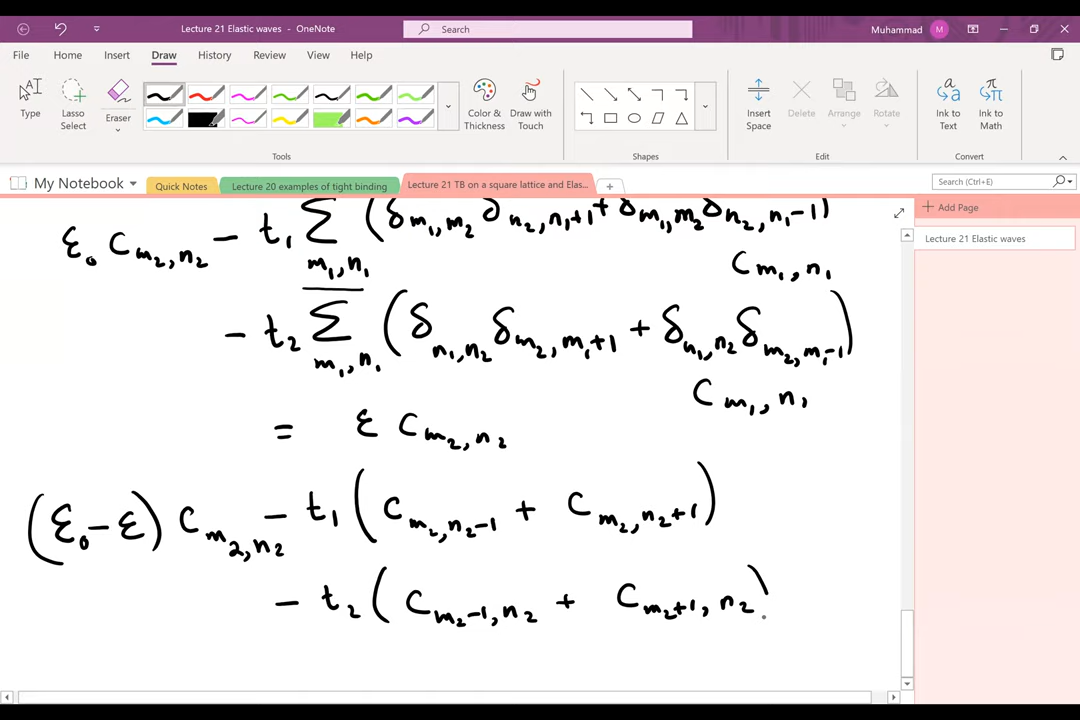 Lecture 21 Elastic waves - OneNote
Search
Muhammad M
File Home Insert Draw History Review View Help
Type
Lasso Select
Eraser
Color & Thickness
Draw with Touch
Insert Space
Delete
Arrange
Rotate
Ink to Text
Ink to Math
Tools Shapes Edit Convert
My Notebook
Quick Notes
Lecture 20 examples of tight binding
Lecture 21 TB on a square lattice and Elas...
Search (Ctrl+E)
Add Page
Lecture 21 Elastic waves
ε₀ C_{m₂,n₂} − t₁ Σ_{m₁,n₁} (δ_{m₁,m₂} δ_{n₂,n₁+1} + δ_{m₁,m₂} δ_{n₂,n₁−1})
C_{m₁,n₁}
− t₂ Σ_{m₁,n₁} (δ_{n₁,n₂} δ_{m₂,m₁+1} + δ_{n₁,n₂} δ_{m₂,m₁−1})
C_{m₁,n₁}
= ε C_{m₂,n₂}
(ε₀ − ε) C_{m₂,n₂} − t₁ (C_{m₂,n₂−1} + C_{m₂,n₂+1})
− t₂ (C_{m₂−1,n₂} + C_{m₂+1,n₂})